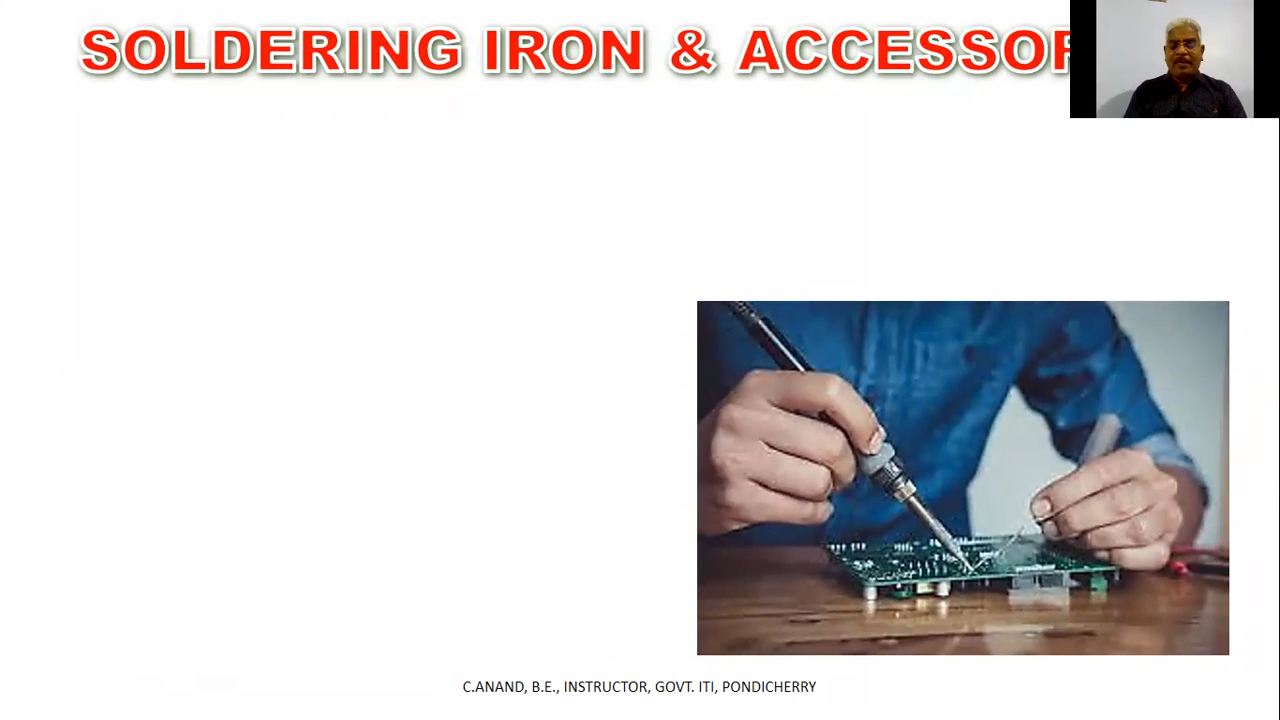 SOLDERING IRON & ACCESSOR
C.ANAND, B.E., INSTRUCTOR, GOVT. ITI, PONDICHERRY